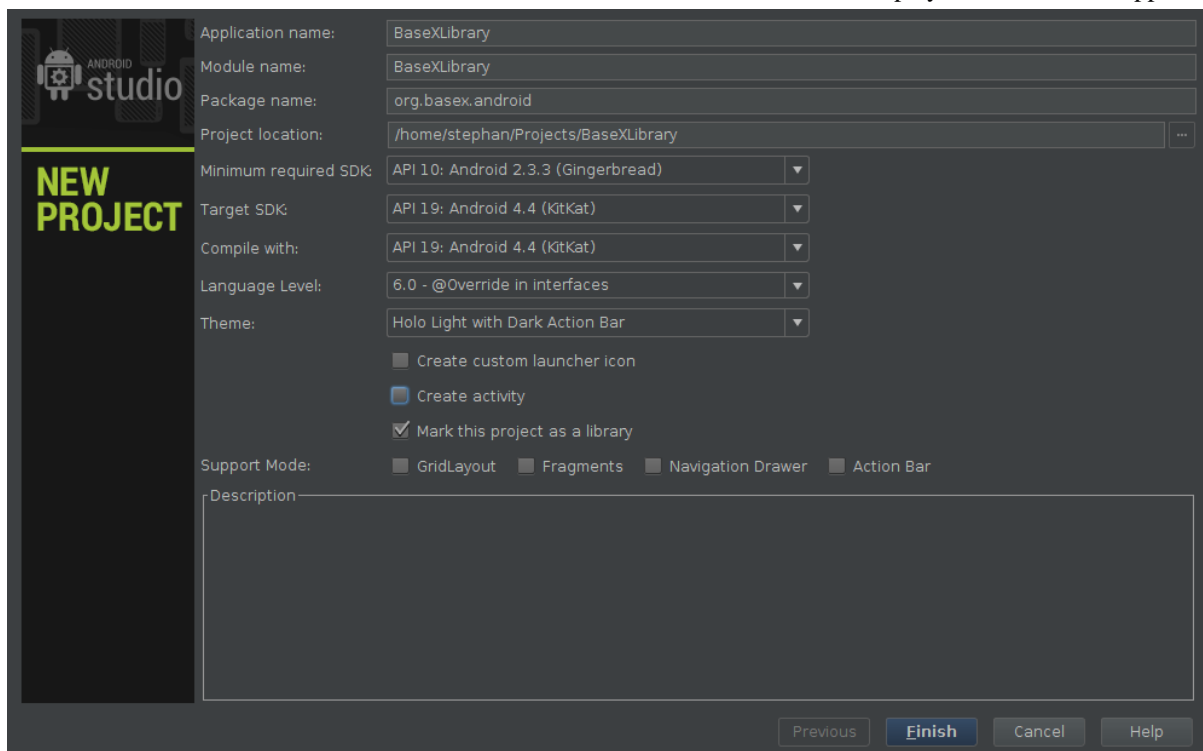 ANDROID
studio
NEW
PROJECT
Application name: BaseXLibrary
Module name: BaseXLibrary
Package name: org.basex.android
Project location: /home/stephan/Projects/BaseXLibrary ...
Minimum required SDK: API 10: Android 2.3.3 (Gingerbread)
Target SDK: API 19: Android 4.4 (KitKat)
Compile with: API 19: Android 4.4 (KitKat)
Language Level: 6.0 - @Override in interfaces
Theme: Holo Light with Dark Action Bar
Create custom launcher icon
Create activity
Mark this project as a library
Support Mode: GridLayout Fragments Navigation Drawer Action Bar
Description
Previous Finish Cancel Help